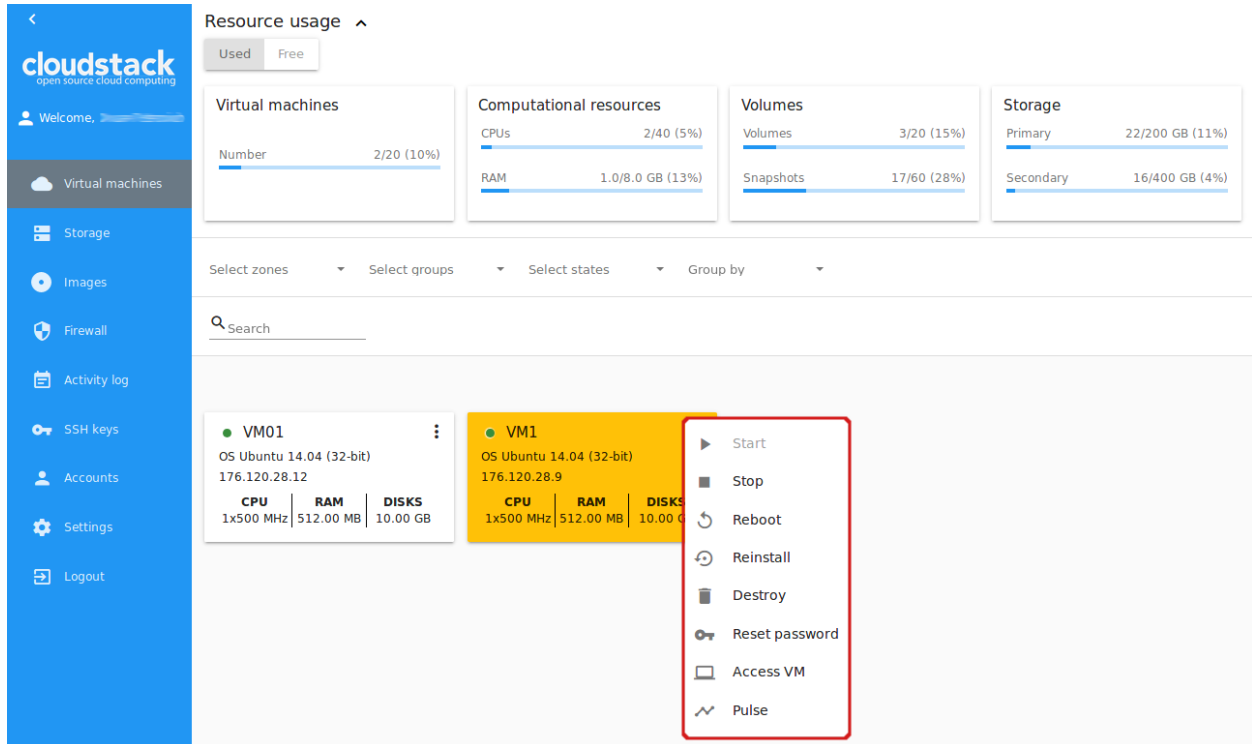 cloudstack
open source cloud computing
Welcome,
Virtual machines
Storage
Images
Firewall
Activity log
SSH keys
Accounts
Settings
Logout
Resource usage
Used Free
Virtual machines
Number 2/20 (10%)
Computational resources
CPUs 2/40 (5%)
RAM 1.0/8.0 GB (13%)
Volumes
Volumes 3/20 (15%)
Snapshots 17/60 (28%)
Storage
Primary 22/200 GB (11%)
Secondary 16/400 GB (4%)
Select zones Select groups Select states Group by
Search
VM01
OS Ubuntu 14.04 (32-bit)
176.120.28.12
CPU RAM DISKS
1x500 MHz 512.00 MB 10.00 GB
VM1
OS Ubuntu 14.04 (32-bit)
176.120.28.9
CPU RAM DISKS
1x500 MHz 512.00 MB 10.00
Start
Stop
Reboot
Reinstall
Destroy
Reset password
Access VM
Pulse